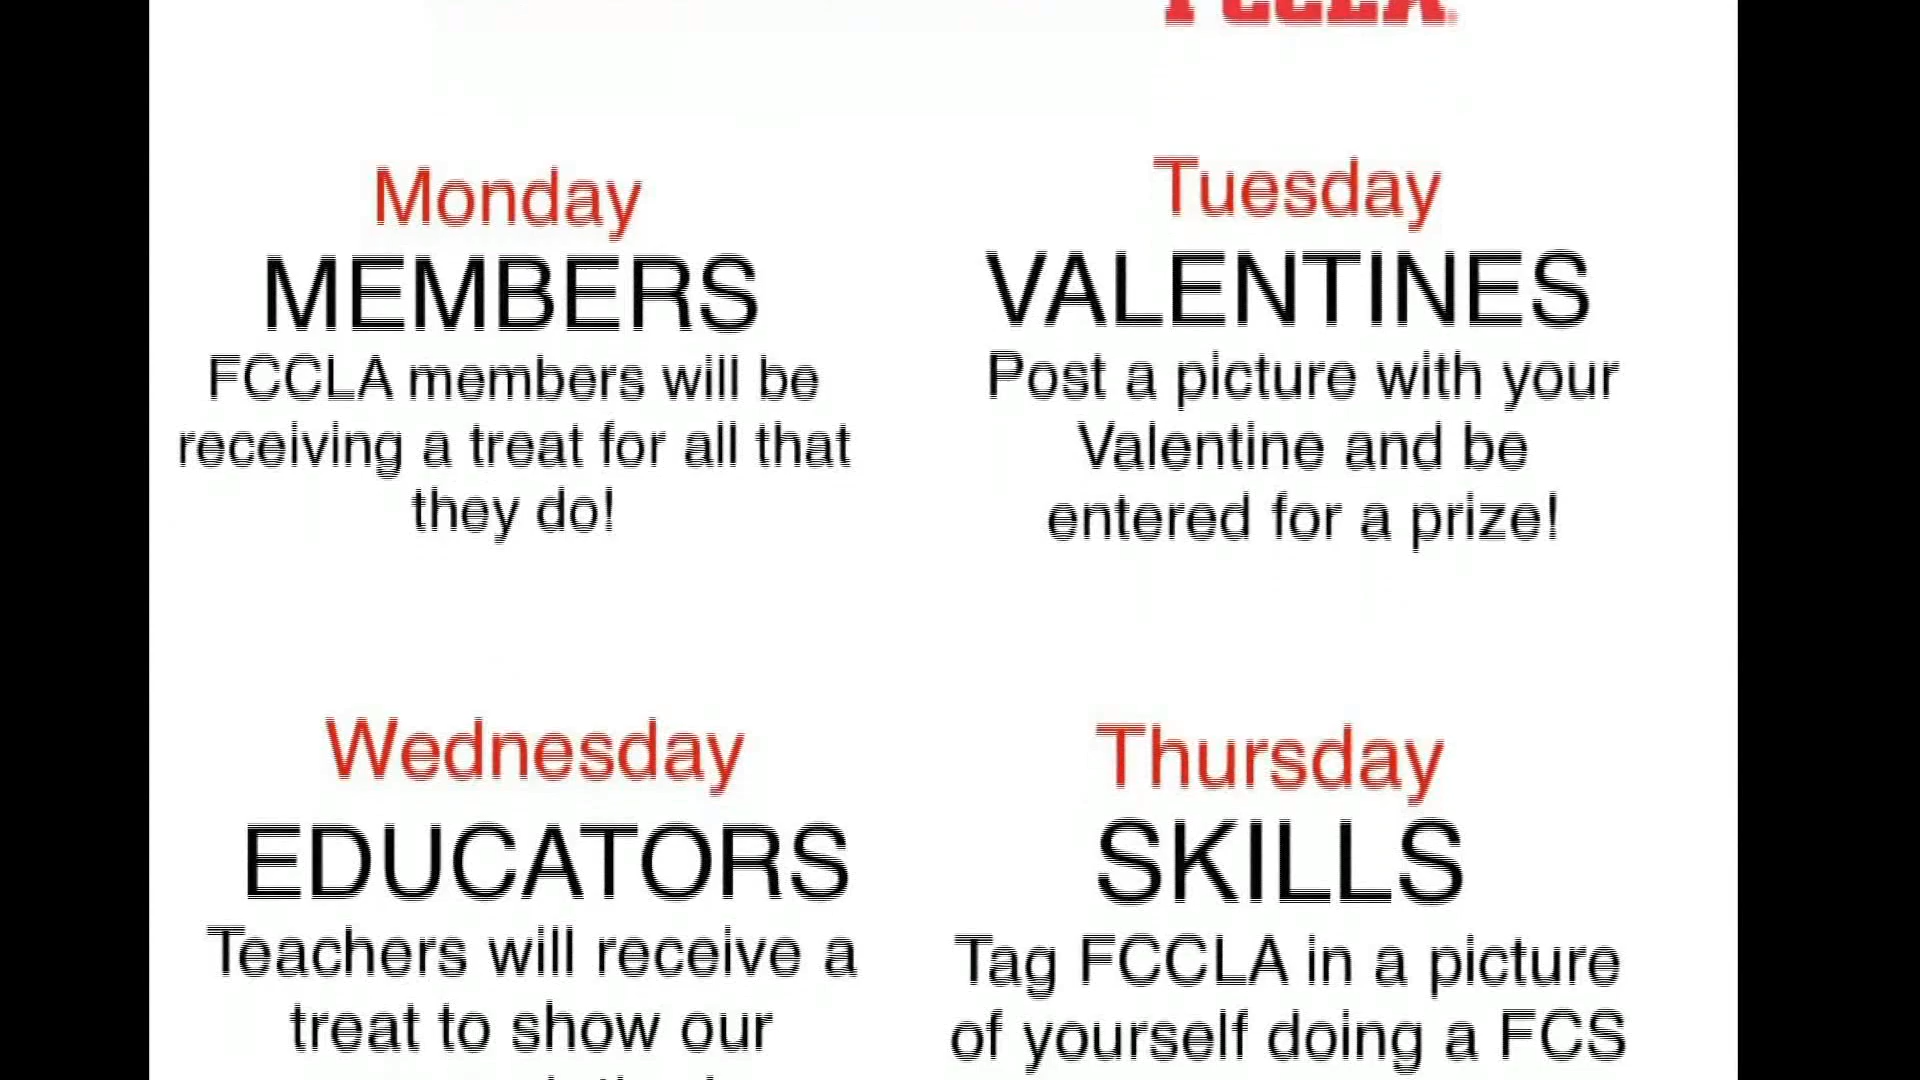 Monday
MEMBERS
FCCLA members will be
receiving a treat for all that
they do!
Tuesday
VALENTINES
Post a picture with your
Valentine and be
entered for a prize!
Wednesday
EDUCATORS
Teachers will receive a
treat to show our
Thursday
SKILLS
Tag FCCLA in a picture
of yourself doing a FCS